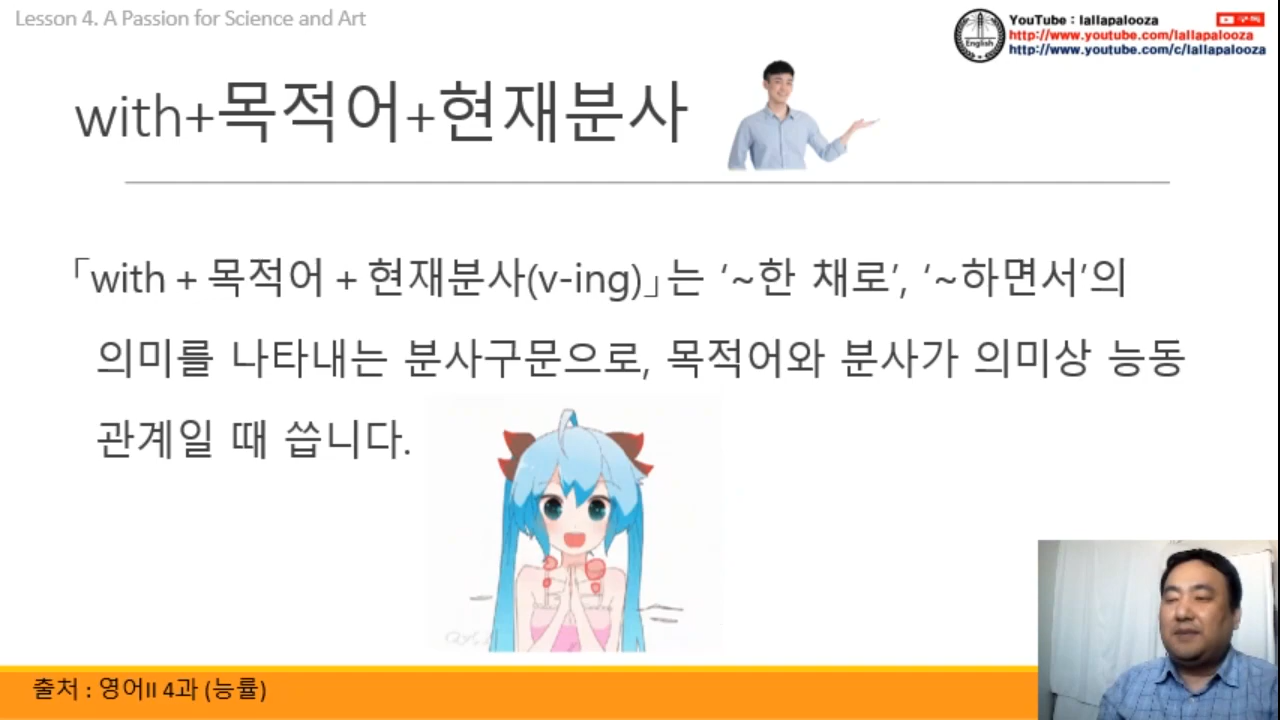 Lesson 4. A Passion for Science and Art
YouTube : lallapalooza
구독
http://www.youtube.com/lallapalooza
http://www.youtube.com/c/lallapalooza
English
with+목적어+현재분사
「with + 목적어 + 현재분사(v-ing)」는 ‘~한 채로’, ‘~하면서’의
의미를 나타내는 분사구문으로, 목적어와 분사가 의미상 능동
관계일 때 씁니다.
출처 : 영어II 4과 (능률)